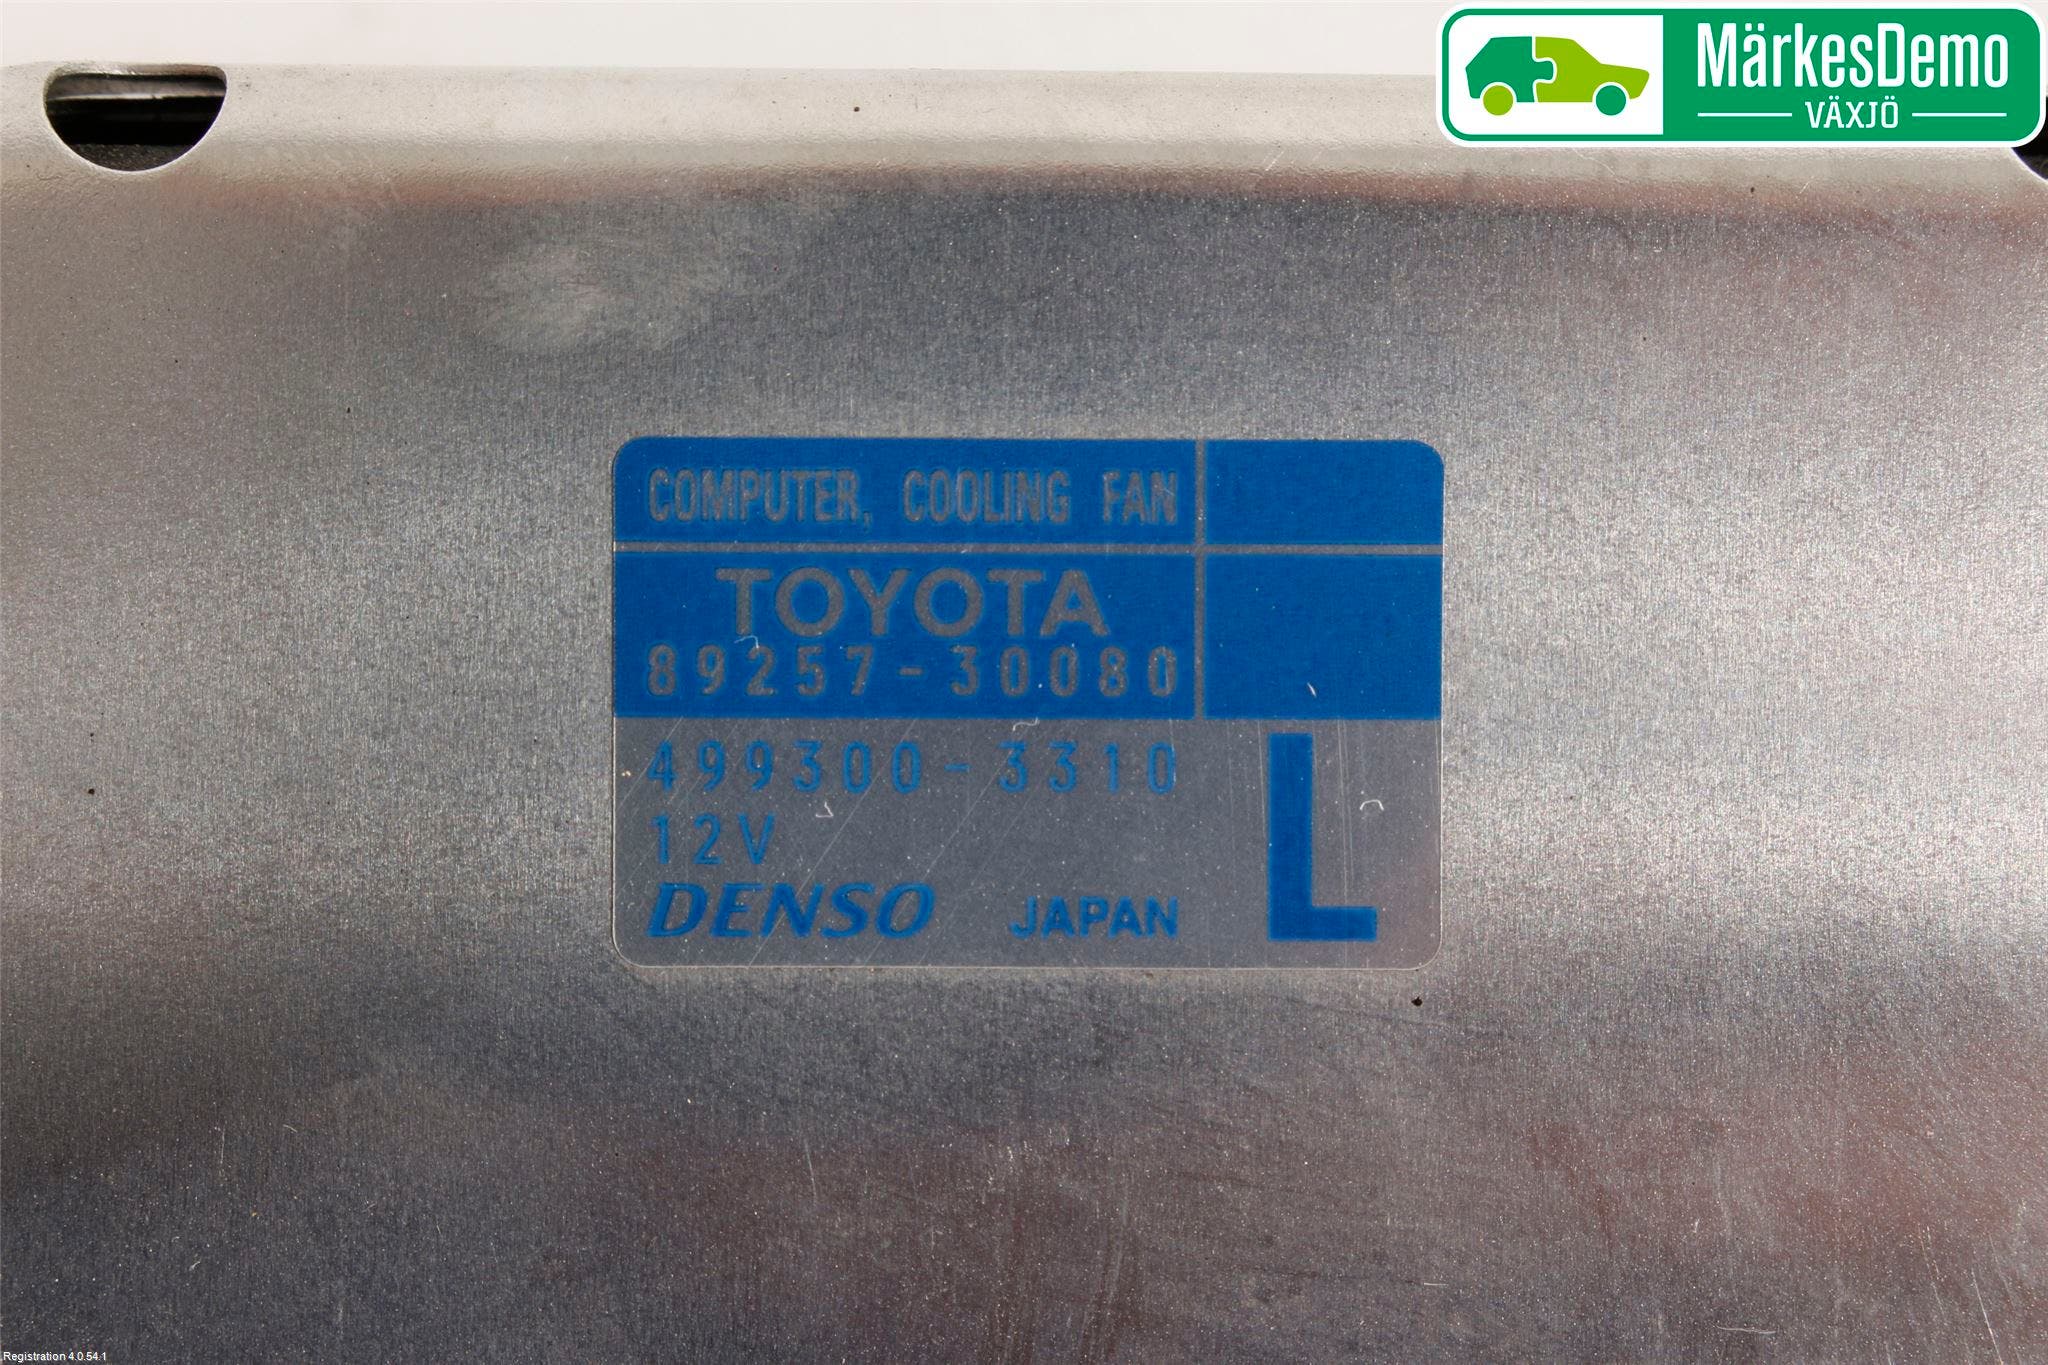 MärkesDemo
VÄXJÖ
COMPUTER, COOLING FAN
TOYOTA
89257-30080
499300-3310
12V
DENSO JAPAN
L
Registration 4.0.54.1